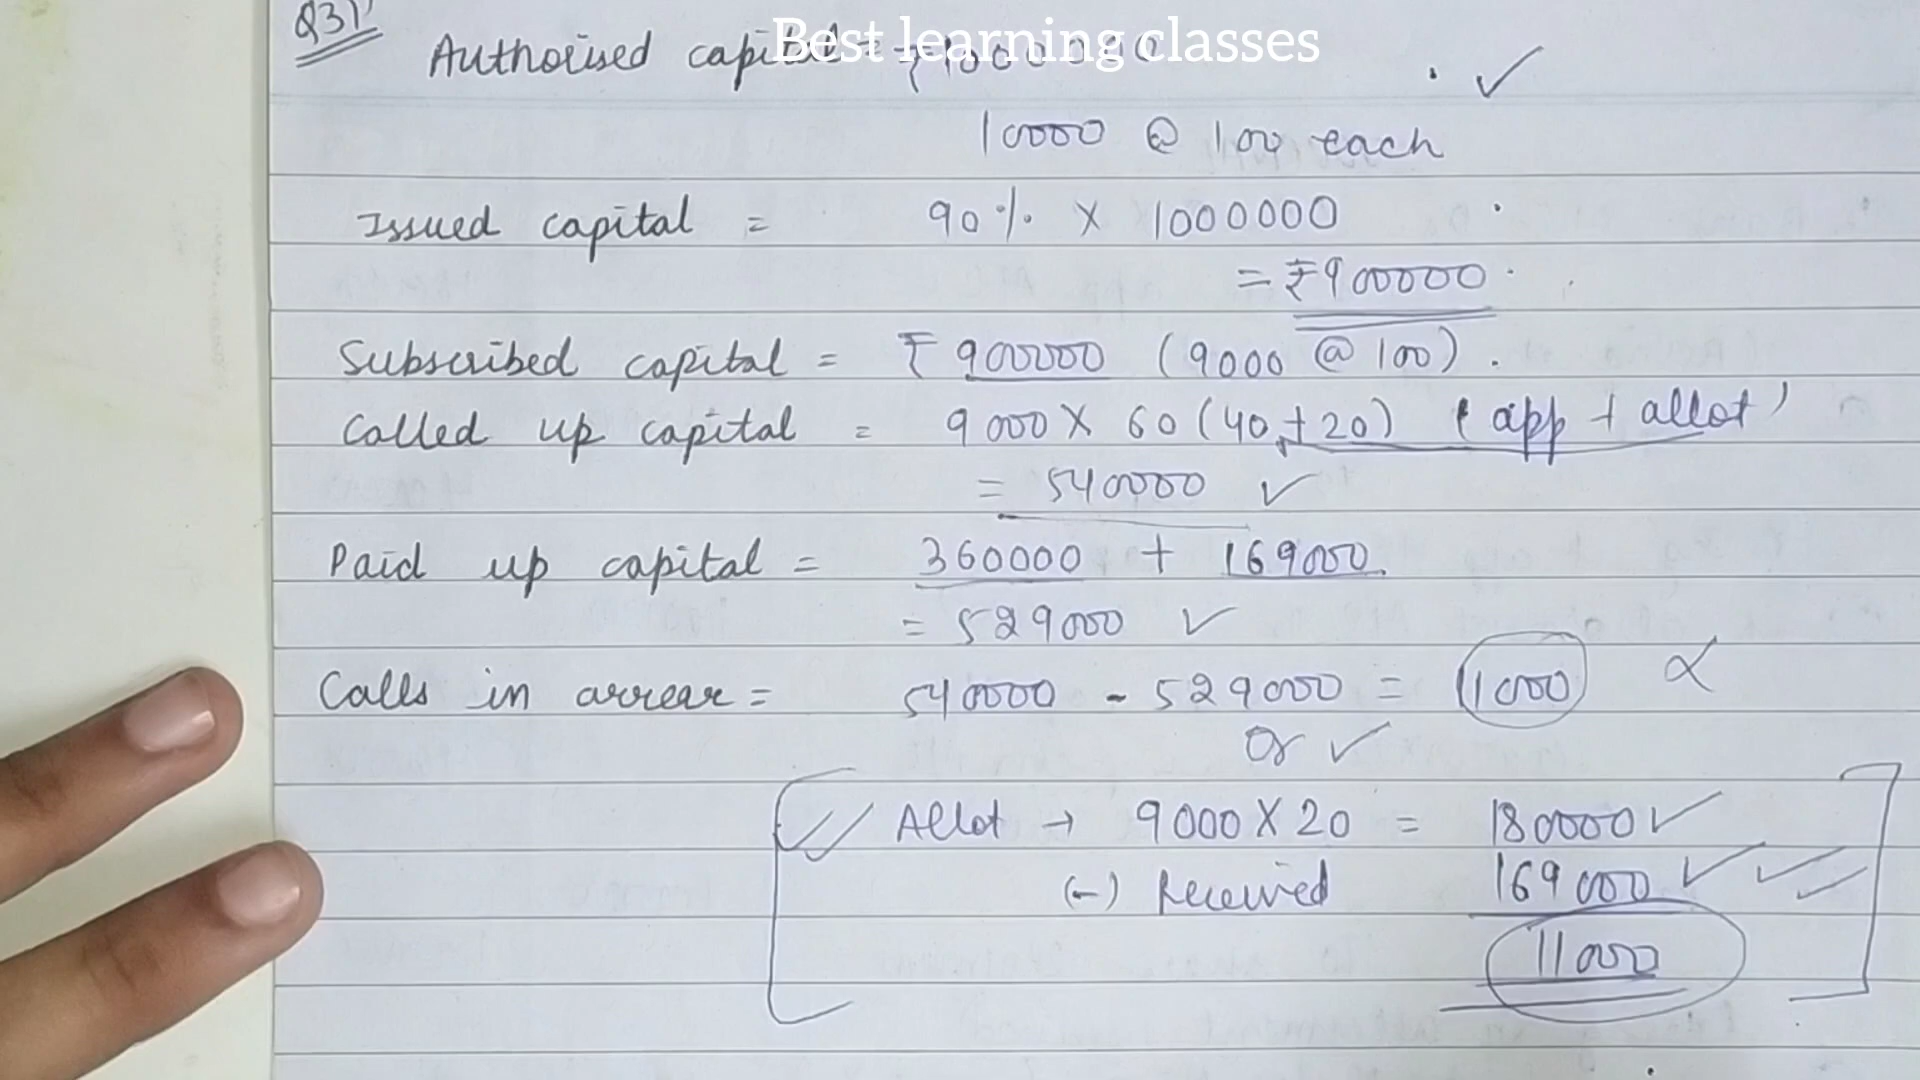 Best learning classes
Q31
Authorised capital = ₹1000000
10000 @ 100 each
Issued capital = 90% X 1000000
= ₹900000
Subscribed capital = ₹ 900000 (9000 @ 100).
Called up capital = 9000 X 60 (40+20) (app + allot)
= 540000 ✓
Paid up capital = 360000 + 169000
= 529000 ✓
Calls in arrear = 540000 - 529000 = 11000
or ✓
Allot → 9000 X 20 = 180000 ✓
(-) Received 169000 ✓
11000